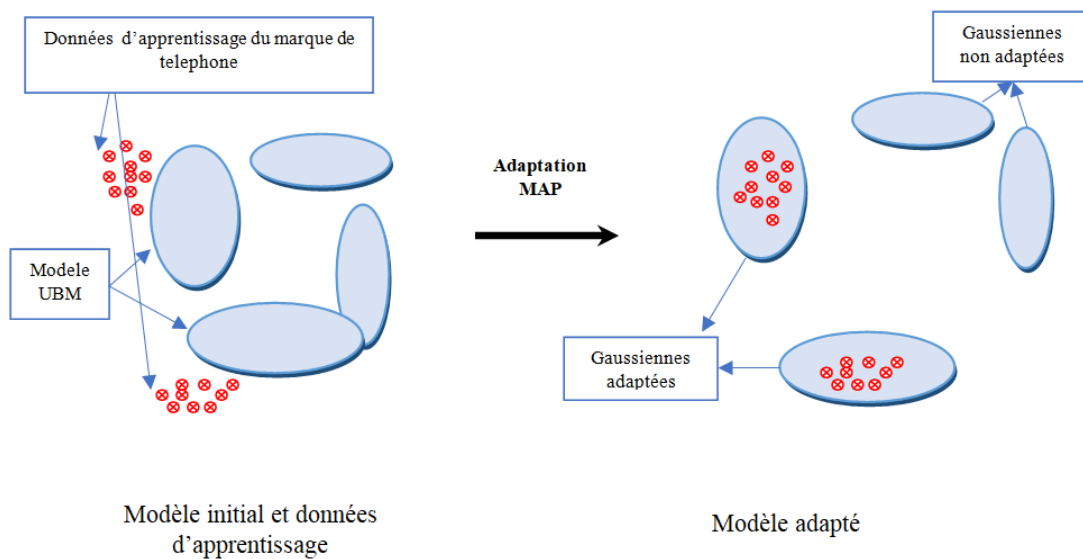 Données d'apprentissage du marque de
telephone
Modele
UBM
Modèle initial et données
d'apprentissage
Adaptation
MAP
Gaussiennes
non adaptées
Gaussiennes
adaptées
Modèle adapté